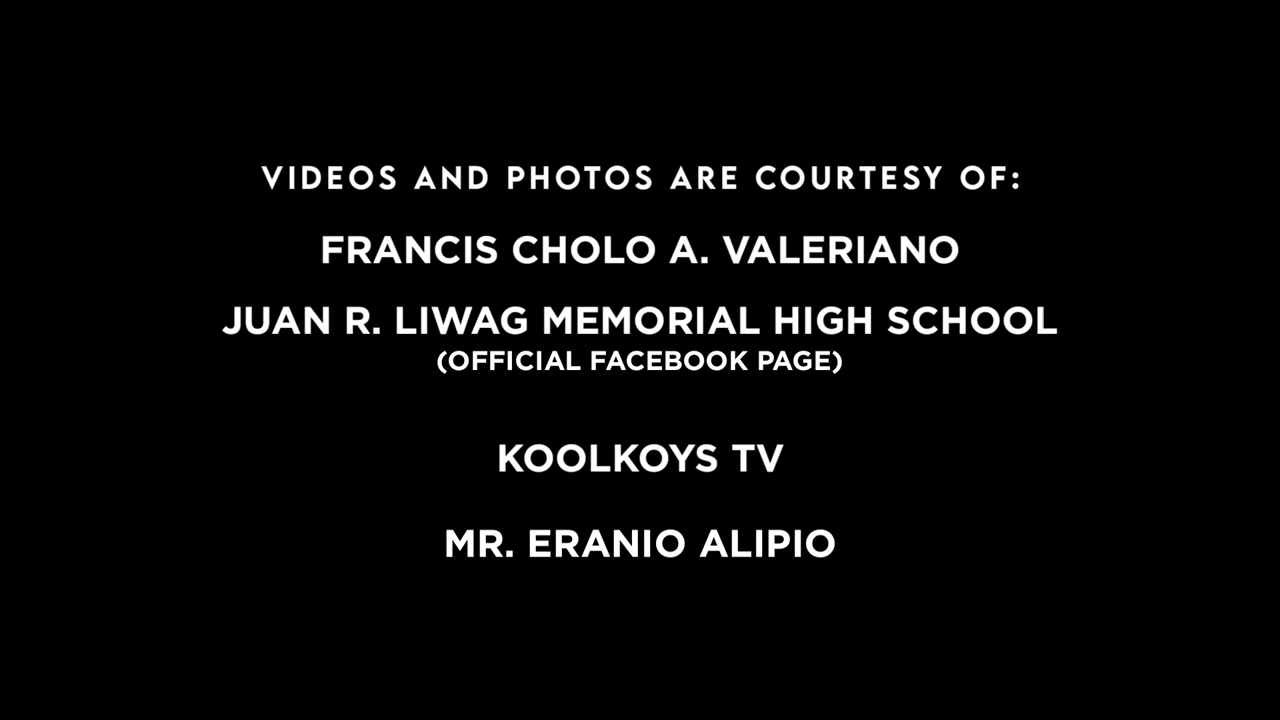 VIDEOS AND PHOTOS ARE COURTESY OF:
FRANCIS CHOLO A. VALERIANO
JUAN R. LIWAG MEMORIAL HIGH SCHOOL
(OFFICIAL FACEBOOK PAGE)
KOOLKOYS TV
MR. ERANIO ALIPIO